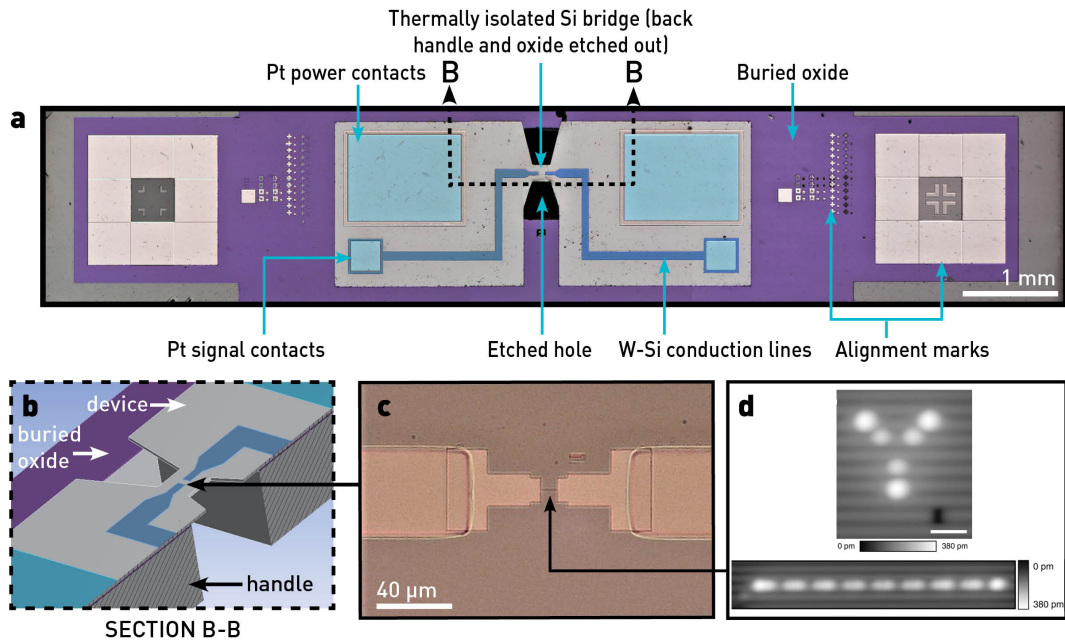 Thermally isolated Si bridge (back
handle and oxide etched out)
Pt power contacts
B
B
Buried oxide
a
1 mm
Pt signal contacts
Etched hole
W-Si conduction lines
Alignment marks
b
device
buried
oxide
handle
SECTION B-B
c
40 µm
d
0 pm
380 pm
0 pm
380 pm